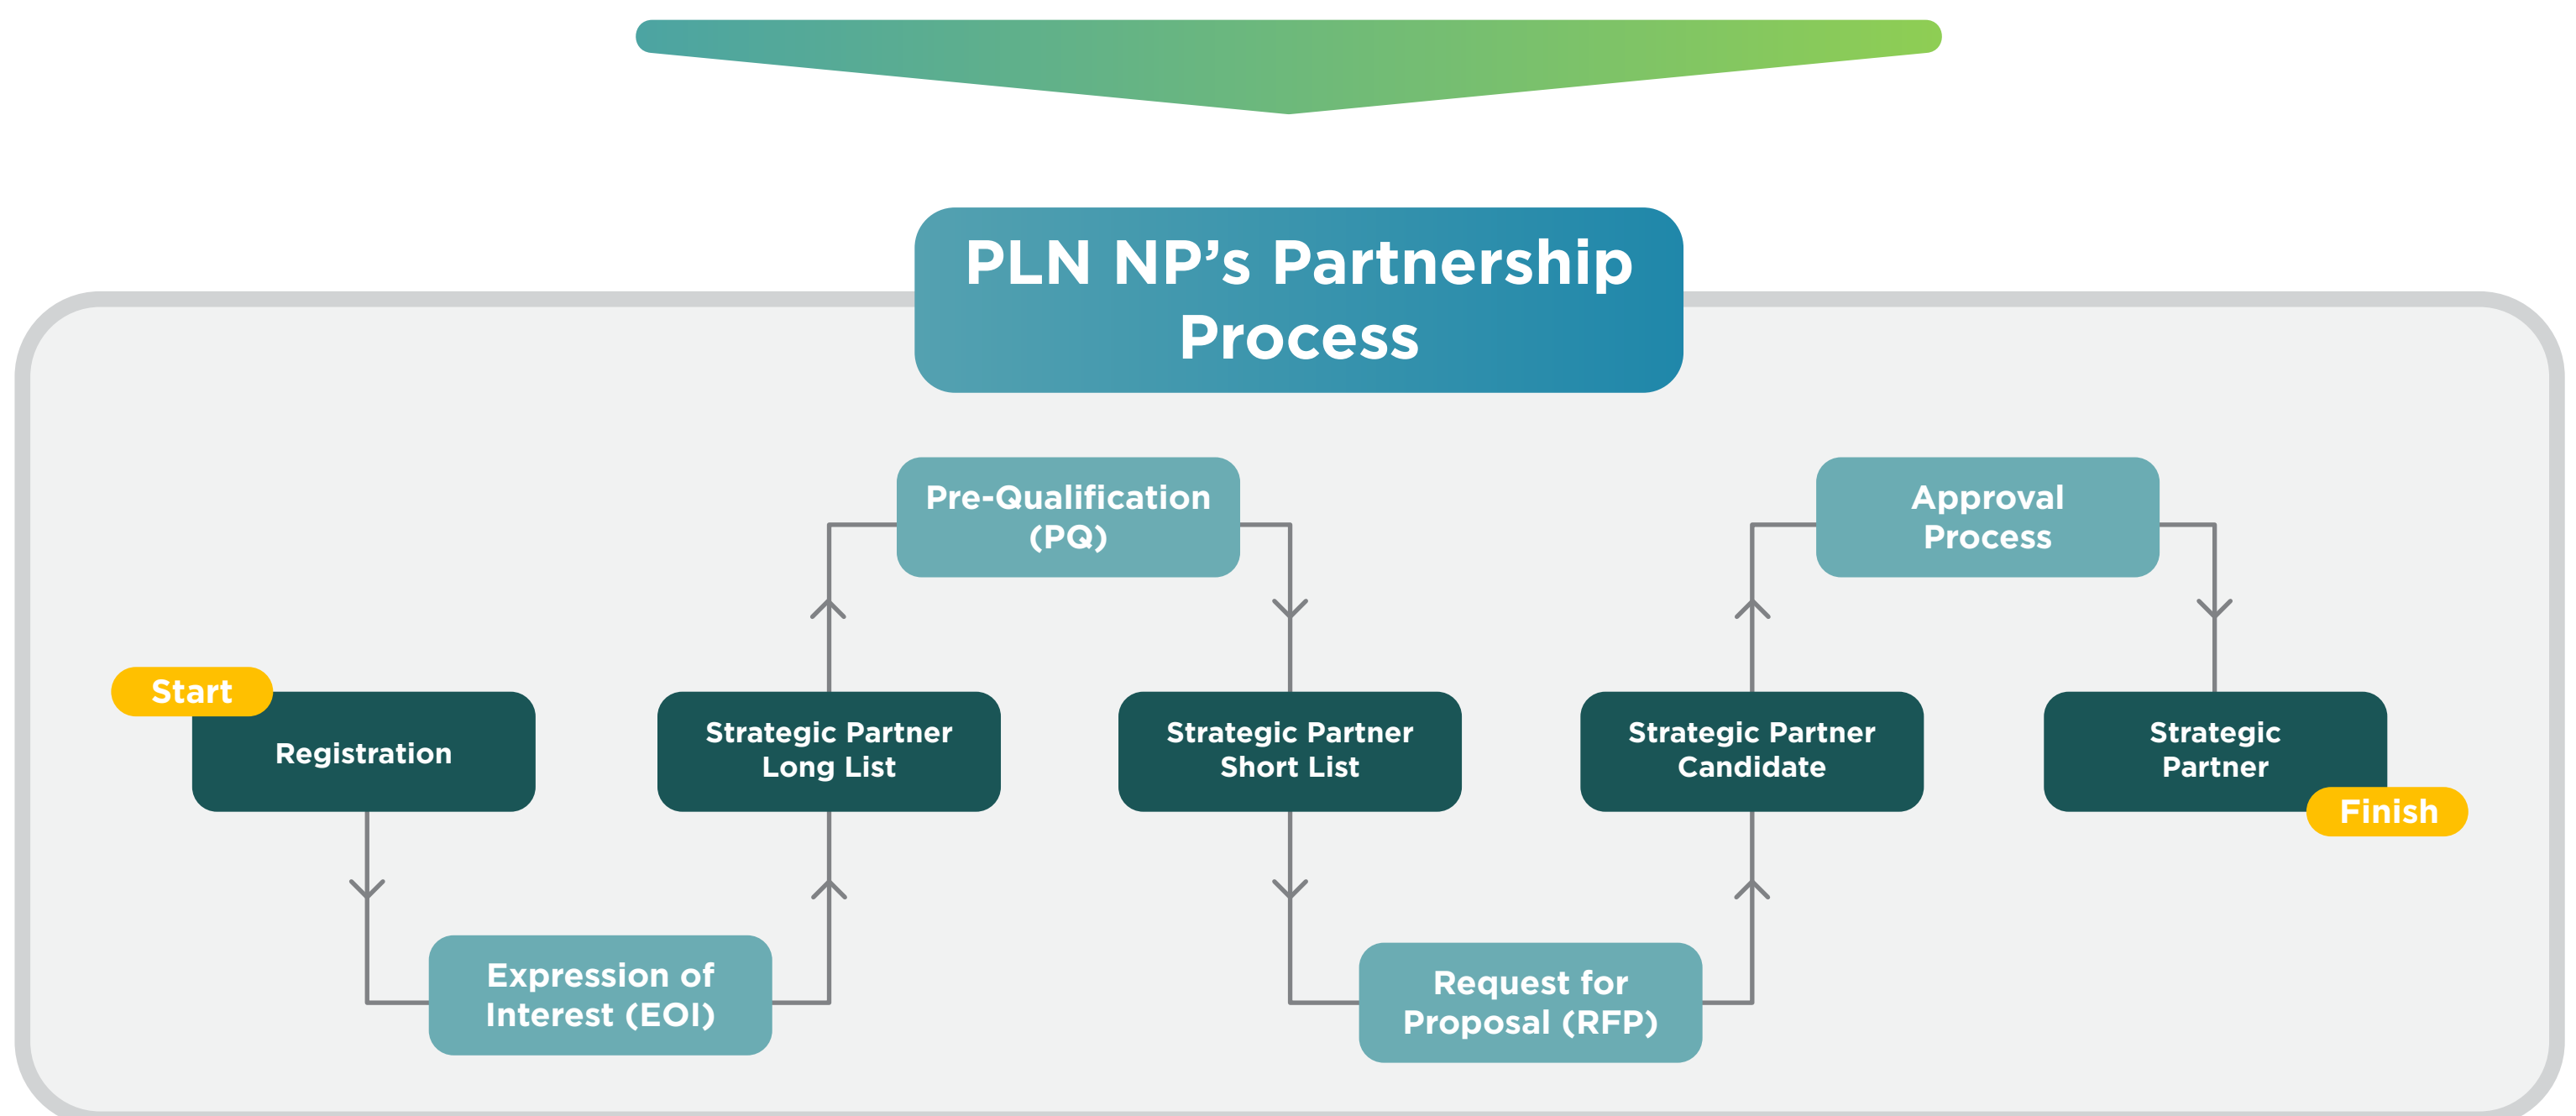 PLN NP’s Partnership
Process
Pre-Qualification
(PQ)
Approval
Process
Start
Registration
Strategic Partner
Long List
Strategic Partner
Short List
Strategic Partner
Candidate
Strategic
Partner
Finish
Expression of
Interest (EOI)
Request for
Proposal (RFP)